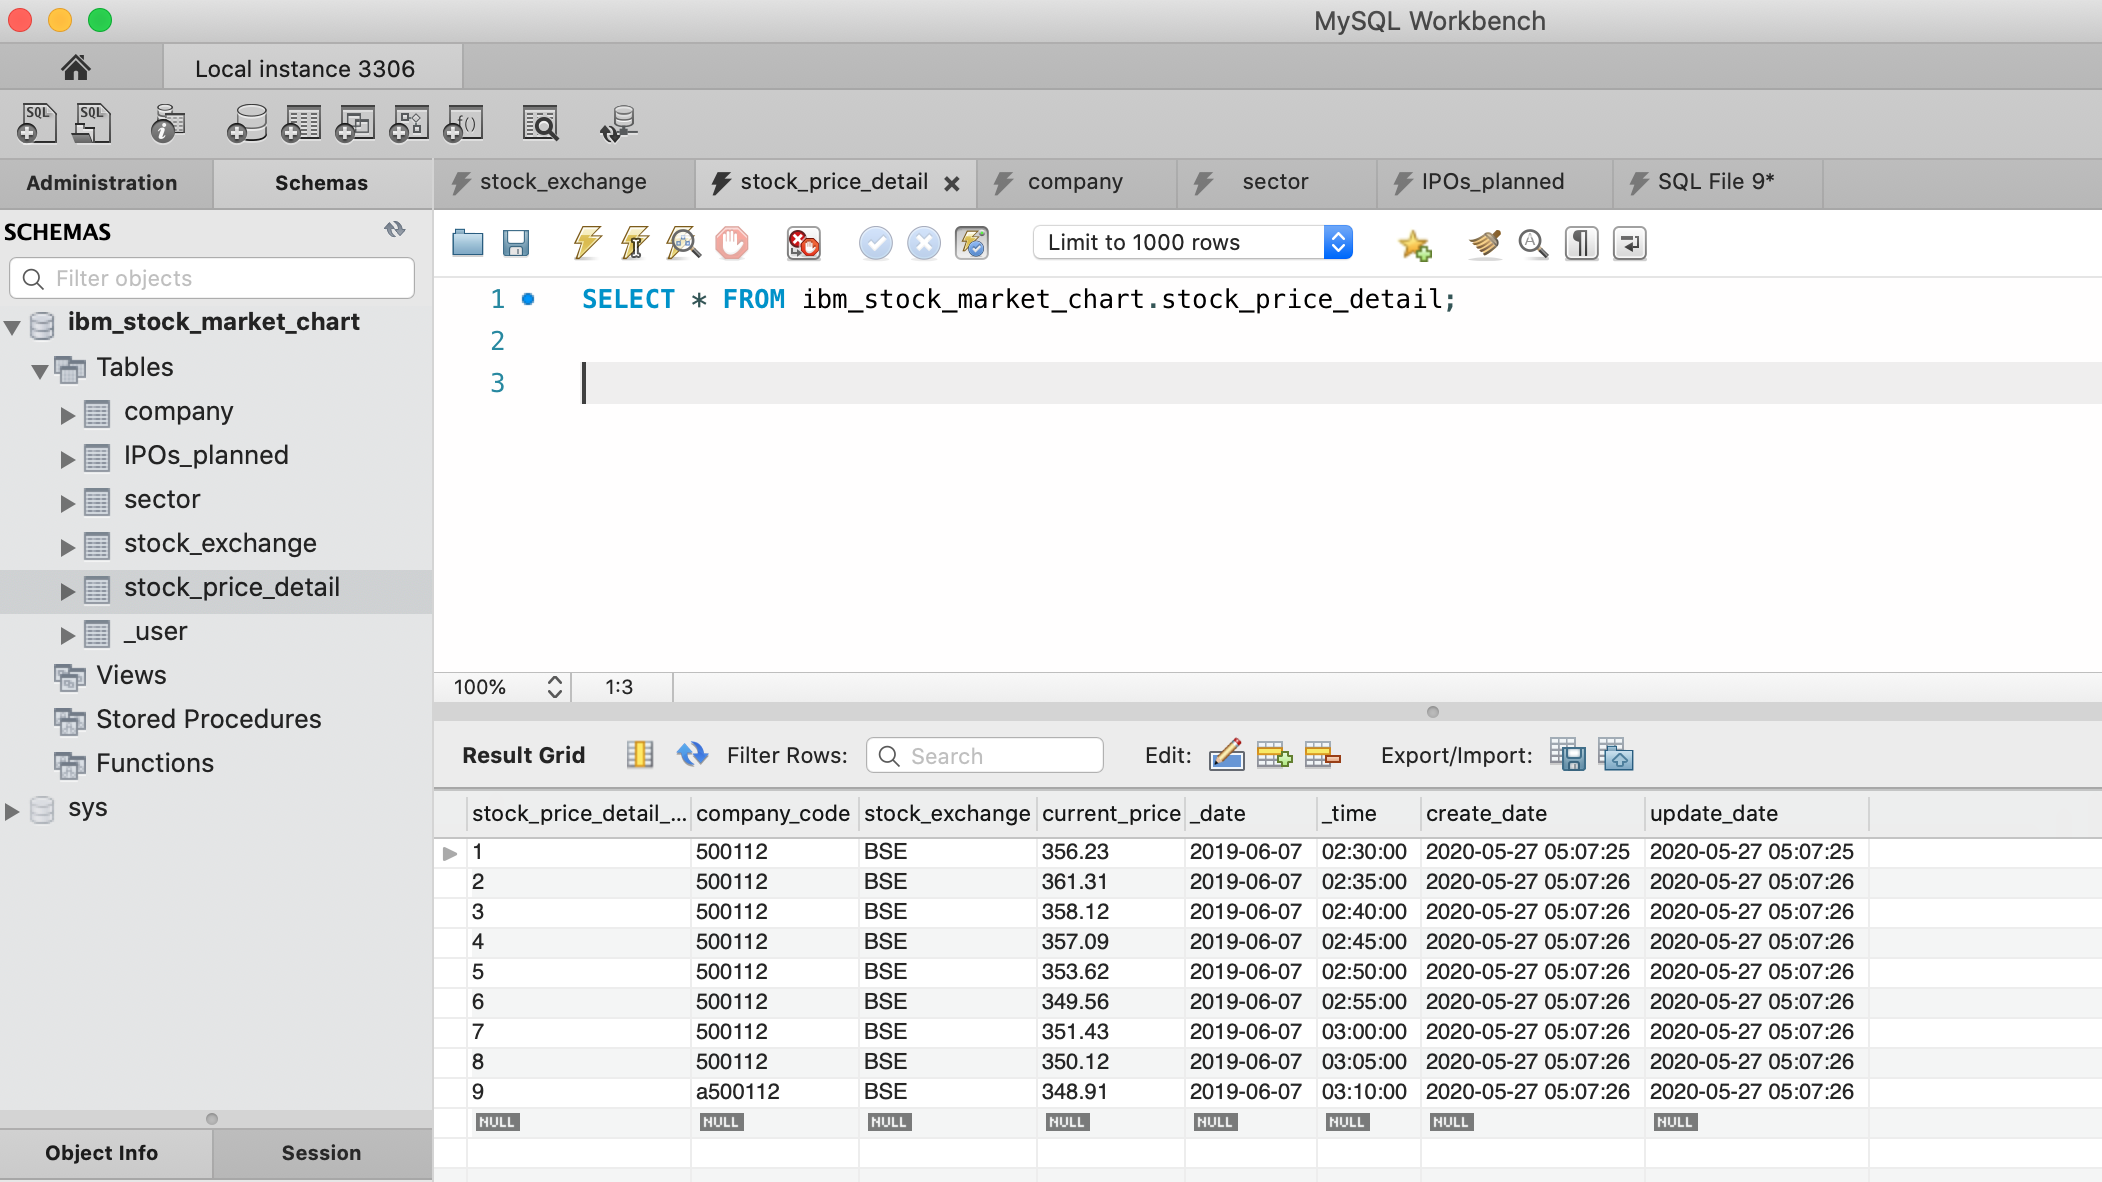 MySQL Workbench
Local instance 3306
SQL SQL i f()
Administration Schemas stock_exchange stock_price_detail company sector IPOs_planned SQL File 9*
SCHEMAS
Filter objects
Limit to 1000 rows
ibm_stock_market_chart
Tables
company
IPOs_planned
sector
stock_exchange
stock_price_detail
_user
Views
Stored Procedures
Functions
sys
1 SELECT * FROM ibm_stock_market_chart.stock_price_detail;
2
3
100% 1:3
Result Grid Filter Rows: Search Edit: Export/Import:
stock_price_detail_... company_code stock_exchange current_price _date _time create_date update_date
1 500112 BSE 356.23 2019-06-07 02:30:00 2020-05-27 05:07:25 2020-05-27 05:07:25
2 500112 BSE 361.31 2019-06-07 02:35:00 2020-05-27 05:07:26 2020-05-27 05:07:26
3 500112 BSE 358.12 2019-06-07 02:40:00 2020-05-27 05:07:26 2020-05-27 05:07:26
4 500112 BSE 357.09 2019-06-07 02:45:00 2020-05-27 05:07:26 2020-05-27 05:07:26
5 500112 BSE 353.62 2019-06-07 02:50:00 2020-05-27 05:07:26 2020-05-27 05:07:26
6 500112 BSE 349.56 2019-06-07 02:55:00 2020-05-27 05:07:26 2020-05-27 05:07:26
7 500112 BSE 351.43 2019-06-07 03:00:00 2020-05-27 05:07:26 2020-05-27 05:07:26
8 500112 BSE 350.12 2019-06-07 03:05:00 2020-05-27 05:07:26 2020-05-27 05:07:26
9 a500112 BSE 348.91 2019-06-07 03:10:00 2020-05-27 05:07:26 2020-05-27 05:07:26
NULL NULL NULL NULL NULL NULL NULL NULL
Object Info Session